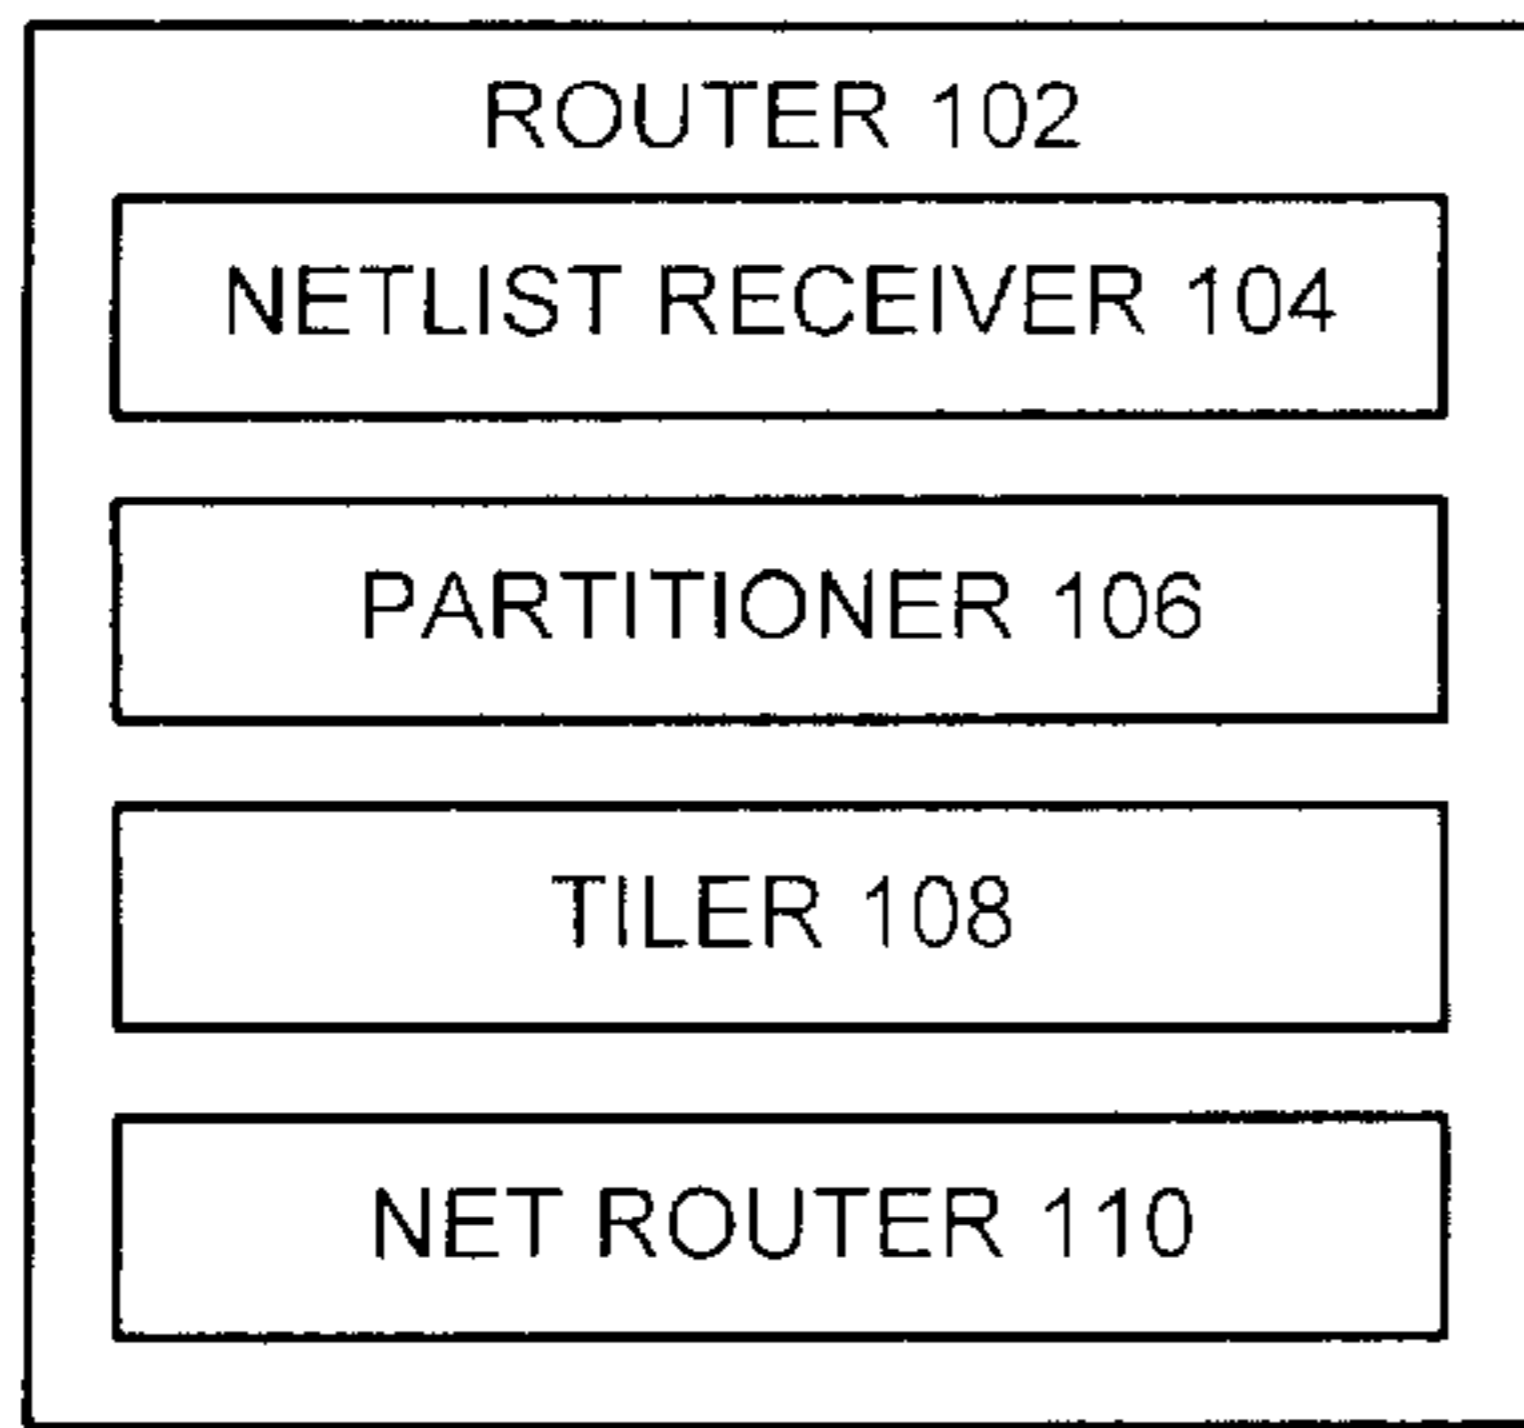 ROUTER 102
NETLIST RECEIVER 104
PARTITIONER 106
TILER 108
NET ROUTER 110